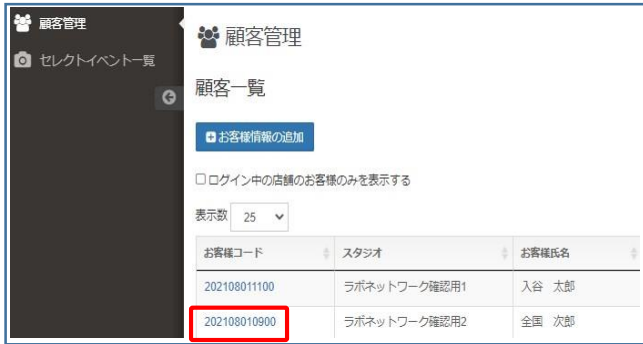 顧客管理
セレクトイベント一覧
顧客管理
顧客一覧
お客様情報の追加
ログイン中の店舗のお客様のみを表示する
表示数 25
お客様コード スタジオ お客様氏名
202108011100 ラボネットワーク確認用1 入谷 太郎
202108010900 ラボネットワーク確認用2 全国 次郎